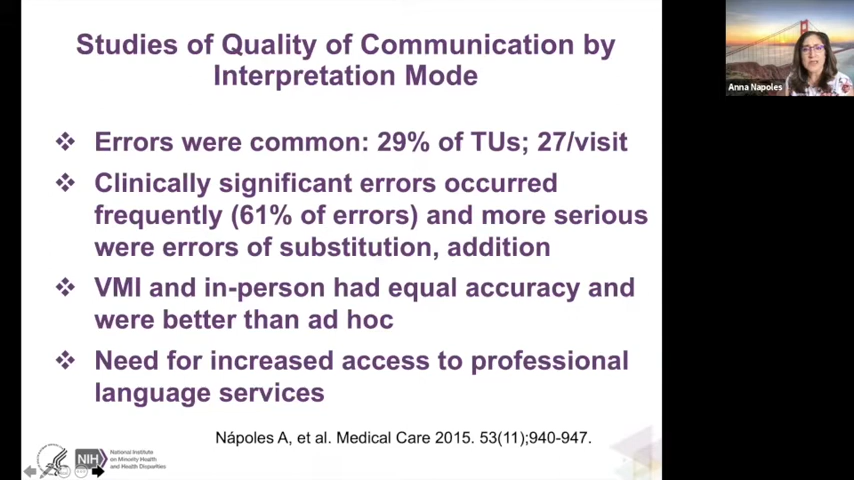 Studies of Quality of Communication by
Interpretation Mode
Anna Napoles
❖ Errors were common: 29% of TUs; 27/visit
❖ Clinically significant errors occurred
frequently (61% of errors) and more serious
were errors of substitution, addition
❖ VMI and in-person had equal accuracy and
were better than ad hoc
❖ Need for increased access to professional
language services
Nápoles A, et al. Medical Care 2015. 53(11);940-947.
NIH
National Institute
on Minority Health
and Health Disparities